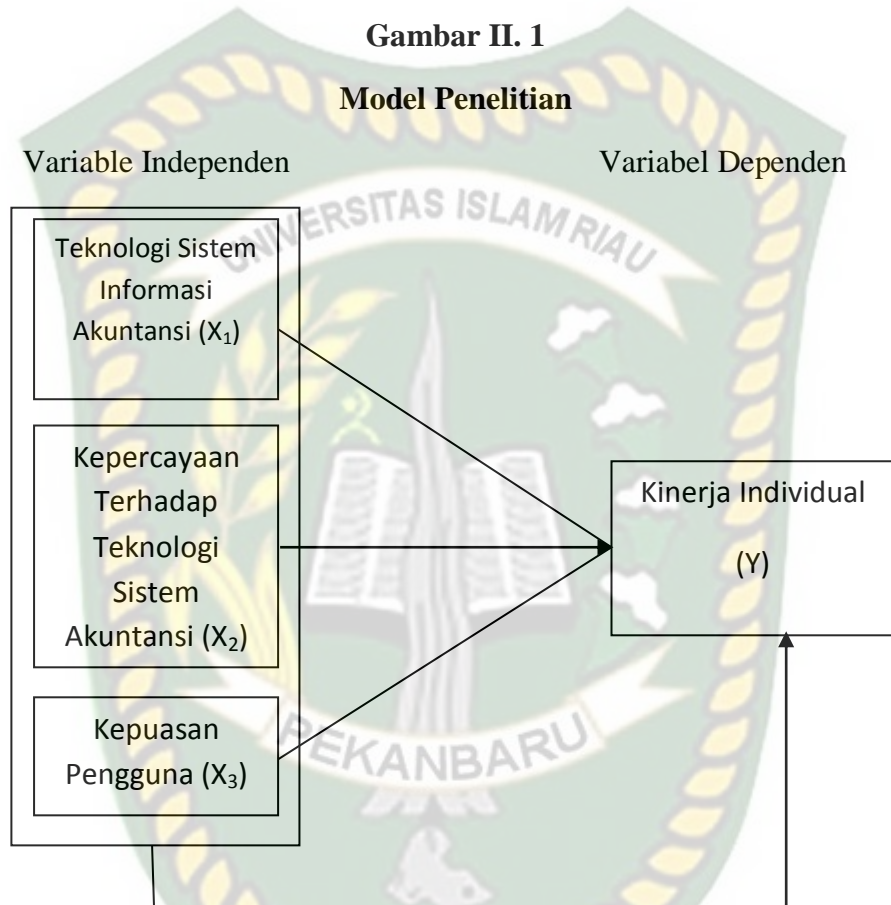 Gambar II. 1
Model Penelitian
Variable Independen
Variabel Dependen
UNIVERSITAS ISLAM RIAU
Teknologi Sistem
Informasi
Akuntansi (X₁)
Kepercayaan
Terhadap
Teknologi
Sistem
Akuntansi (X₂)
Kinerja Individual
(Y)
Kepuasan
Pengguna (X₃)
PEKANBARU